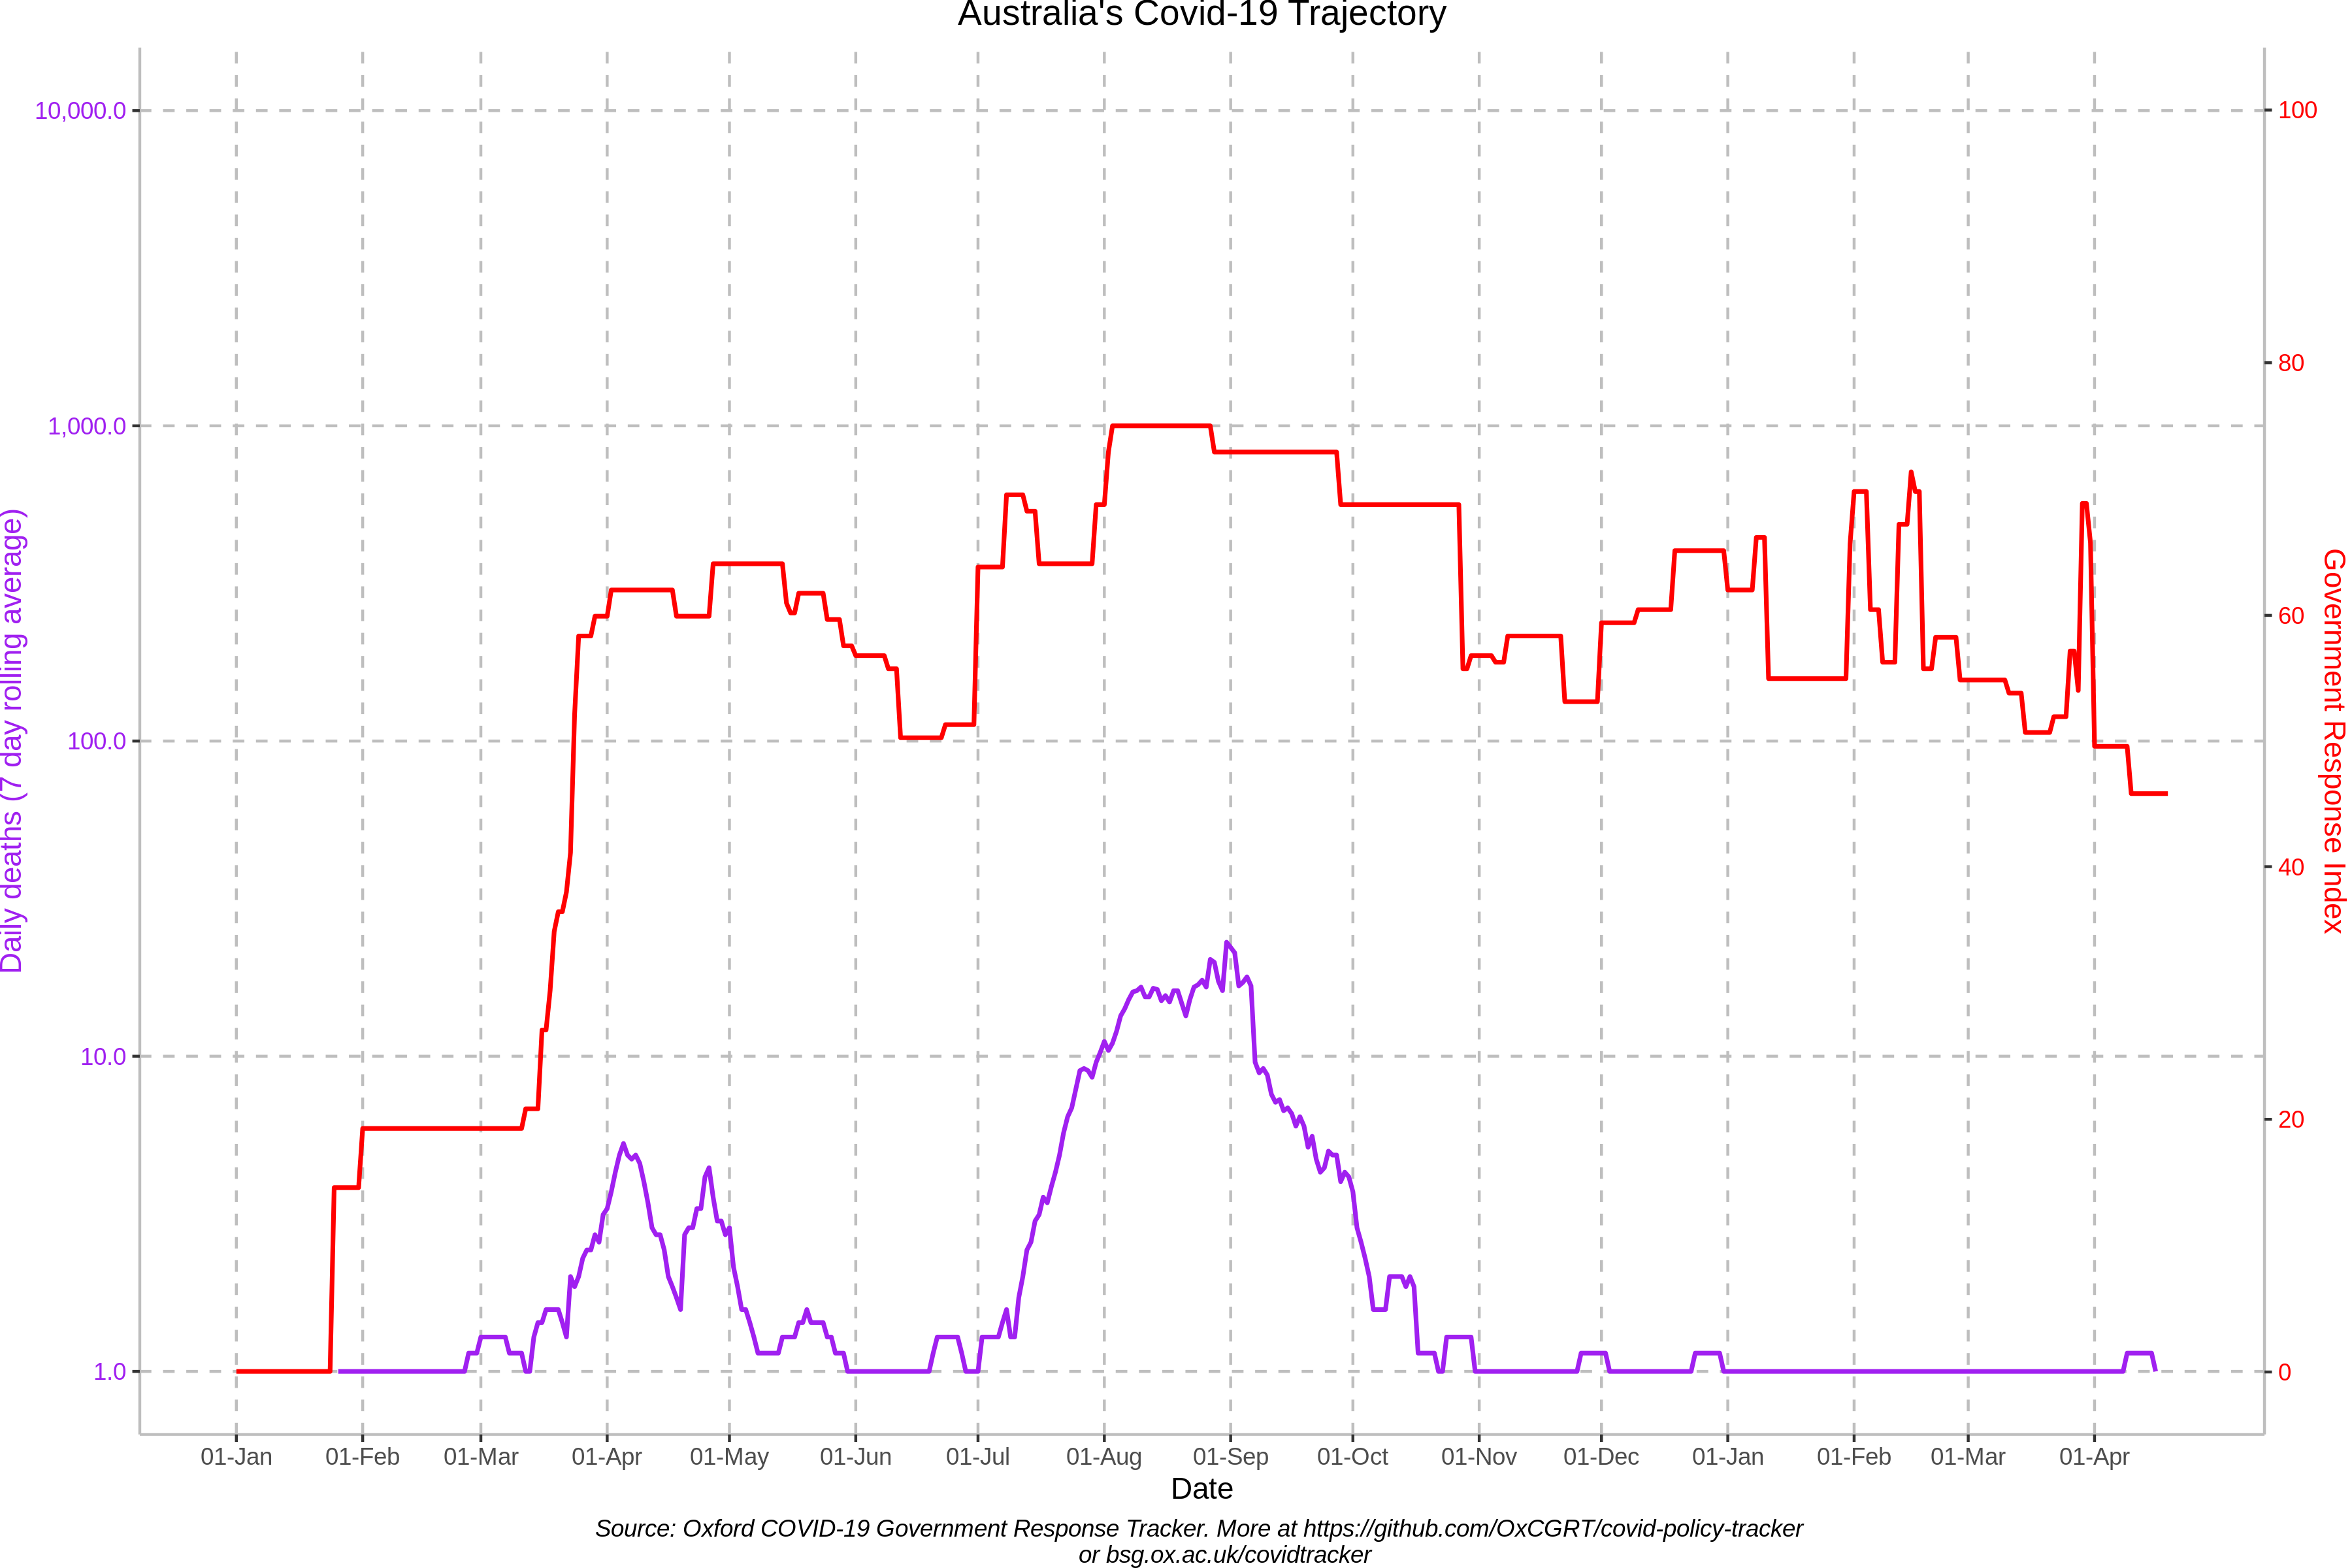 Australia's Covid-19 Trajectory
10,000.0
1,000.0
100.0
10.0
1.0
Daily deaths (7 day rolling average)
100
80
60
40
20
0
Government Response Index
01-Jan 01-Feb 01-Mar 01-Apr 01-May 01-Jun 01-Jul 01-Aug 01-Sep 01-Oct 01-Nov 01-Dec 01-Jan 01-Feb 01-Mar 01-Apr
Date
Source: Oxford COVID-19 Government Response Tracker. More at https://github.com/OxCGRT/covid-policy-tracker
or bsg.ox.ac.uk/covidtracker